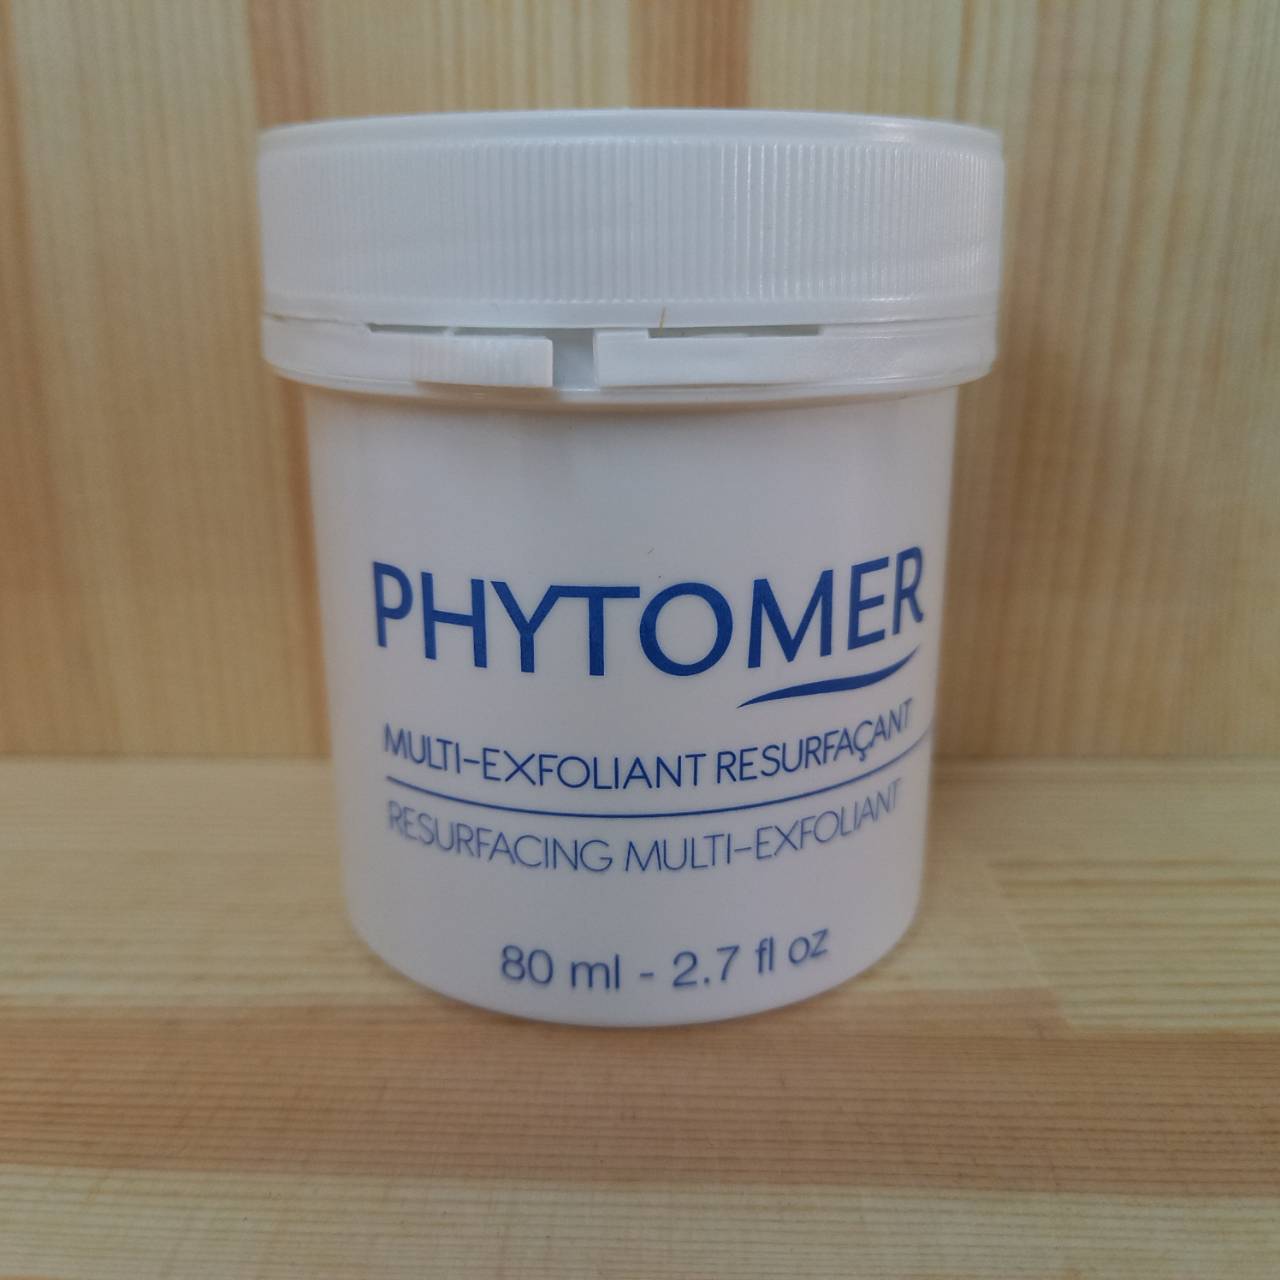 PHYTOMER
MULTI-EXFOLIANT RESURFAÇANT
RESURFACING MULTI-EXFOLIANT
80 ml - 2.7 fl oz